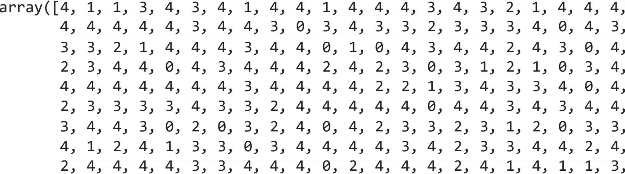 array([4, 1, 1, 3, 4, 3, 4, 1, 4, 4, 1, 4, 4, 4, 3, 4, 3, 2, 1, 4, 4, 4,
4, 4, 4, 4, 4, 3, 4, 4, 3, 0, 3, 4, 3, 3, 2, 3, 3, 3, 4, 0, 4, 3,
3, 3, 2, 1, 4, 4, 4, 3, 4, 4, 0, 1, 0, 4, 3, 4, 4, 2, 4, 3, 0, 4,
2, 3, 4, 4, 0, 4, 3, 4, 4, 4, 2, 4, 2, 3, 0, 3, 1, 2, 1, 0, 3, 4,
4, 4, 4, 4, 4, 4, 4, 3, 4, 4, 4, 4, 2, 2, 1, 3, 4, 3, 3, 4, 0, 4,
2, 3, 3, 3, 3, 4, 3, 3, 2, 4, 4, 4, 4, 4, 0, 4, 4, 3, 4, 3, 4, 4,
3, 4, 4, 3, 0, 2, 0, 3, 2, 4, 0, 4, 2, 3, 3, 2, 3, 1, 2, 0, 3, 3,
4, 1, 2, 4, 1, 3, 3, 0, 3, 4, 4, 4, 4, 3, 4, 2, 3, 3, 4, 4, 2, 4,
2, 4, 4, 4, 4, 3, 3, 4, 4, 4, 0, 2, 4, 4, 4, 2, 4, 1, 4, 1, 1, 3,